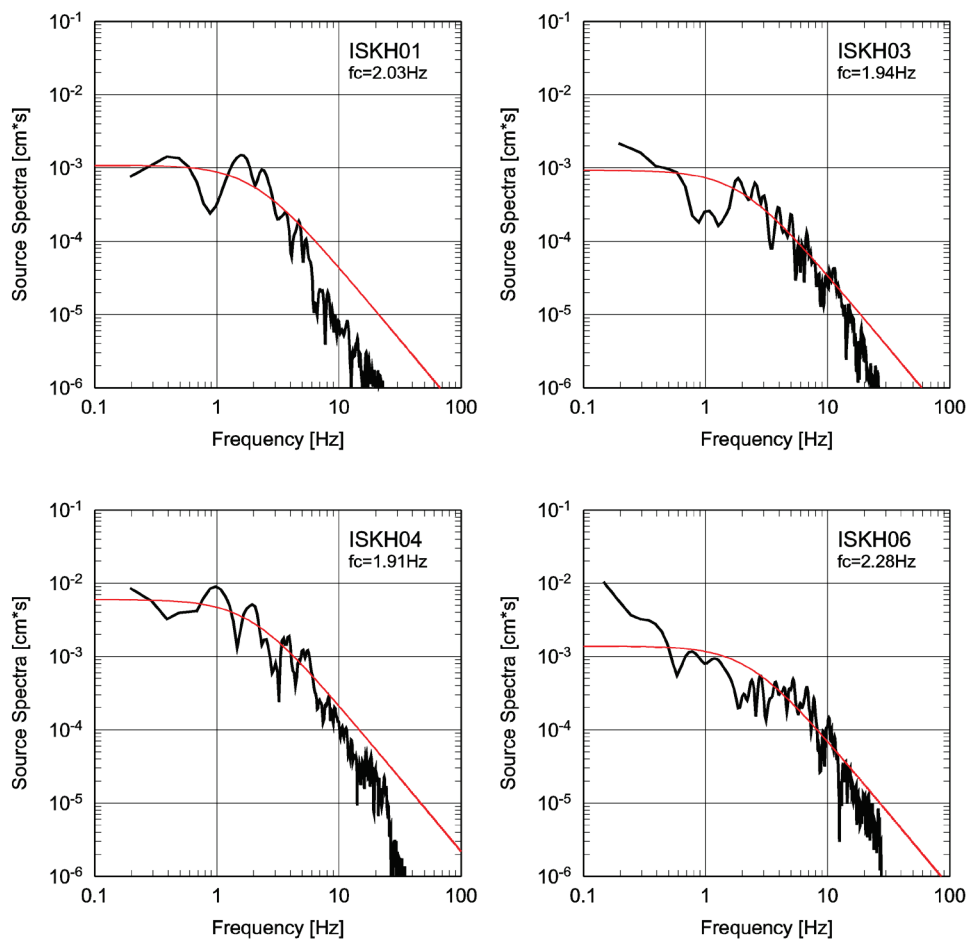 ISKH01
fc=2.03Hz
Source Spectra [cm*s]
10⁻¹
10⁻²
10⁻³
10⁻⁴
10⁻⁵
10⁻⁶
0.1 1 10 100
Frequency [Hz]
ISKH03
fc=1.94Hz
Source Spectra [cm*s]
10⁻¹
10⁻²
10⁻³
10⁻⁴
10⁻⁵
10⁻⁶
0.1 1 10 100
Frequency [Hz]
ISKH04
fc=1.91Hz
Source Spectra [cm*s]
10⁻¹
10⁻²
10⁻³
10⁻⁴
10⁻⁵
10⁻⁶
0.1 1 10 100
Frequency [Hz]
ISKH06
fc=2.28Hz
Source Spectra [cm*s]
10⁻¹
10⁻²
10⁻³
10⁻⁴
10⁻⁵
10⁻⁶
0.1 1 10 100
Frequency [Hz]